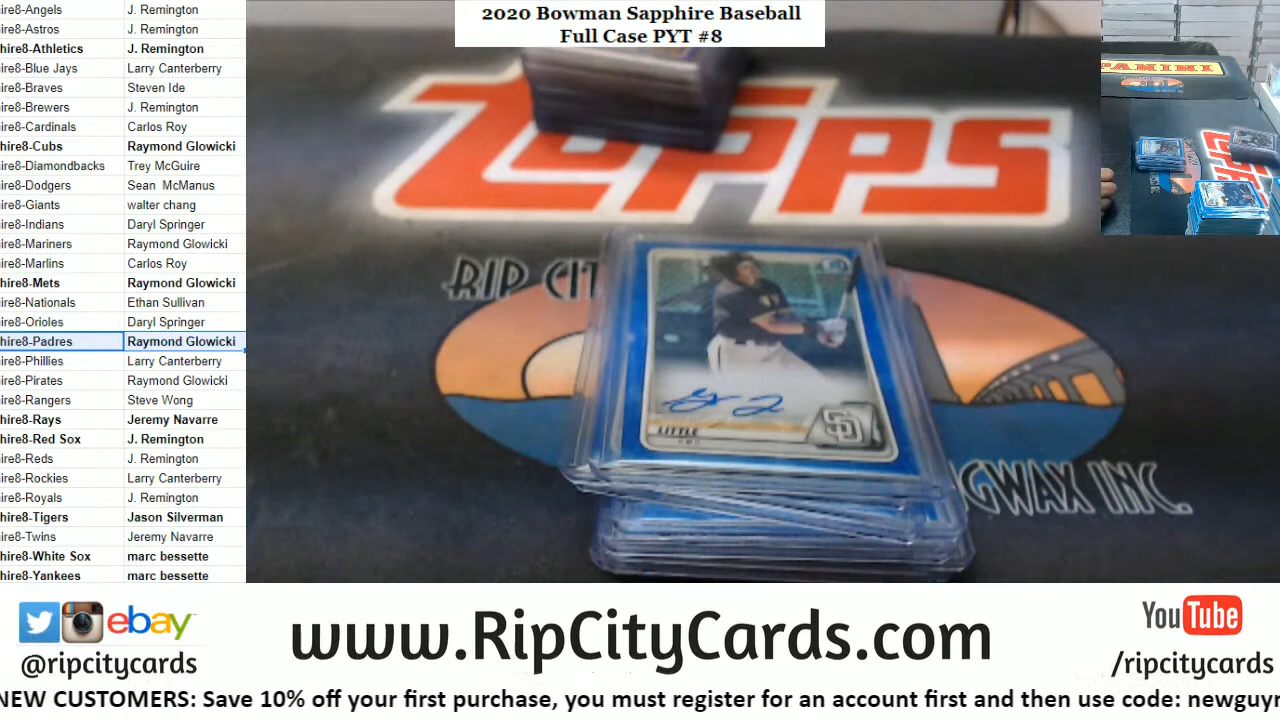 2020 Bowman Sapphire Baseball
Full Case PYT #8
ire8-Angels J. Remington
ire8-Astros J. Remington
hire8-Athletics J. Remington
ire8-Blue Jays Larry Canterberry
ire8-Braves Steven Ide
ire8-Brewers J. Remington
ire8-Cardinals Carlos Roy
hire8-Cubs Raymond Glowicki
ire8-Diamondbacks Trey McGuire
ire8-Dodgers Sean McManus
ire8-Giants walter chang
ire8-Indians Daryl Springer
ire8-Mariners Raymond Glowicki
ire8-Marlins Carlos Roy
hire8-Mets Raymond Glowicki
ire8-Nationals Ethan Sullivan
ire8-Orioles Daryl Springer
hire8-Padres Raymond Glowicki
ire8-Phillies Larry Canterberry
ire8-Pirates Raymond Glowicki
ire8-Rangers Steve Wong
hire8-Rays Jeremy Navarre
hire8-Red Sox J. Remington
ire8-Reds J. Remington
ire8-Rockies Larry Canterberry
ire8-Royals J. Remington
hire8-Tigers Jason Silverman
ire8-Twins Jeremy Navarre
hire8-White Sox marc bessette
hire8-Yankees marc bessette
PANINI
Topps
RIP CIT
LITTLE
SD
GWAX INC.
ebay
@ripcitycards
www.RipCityCards.com
YouTube
/ripcitycards
NEW CUSTOMERS: Save 10% off your first purchase, you must register for an account first and then use code: newguyr